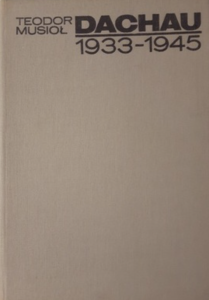 TEODOR
MUSIOŁ
DACHAU
1933-1945